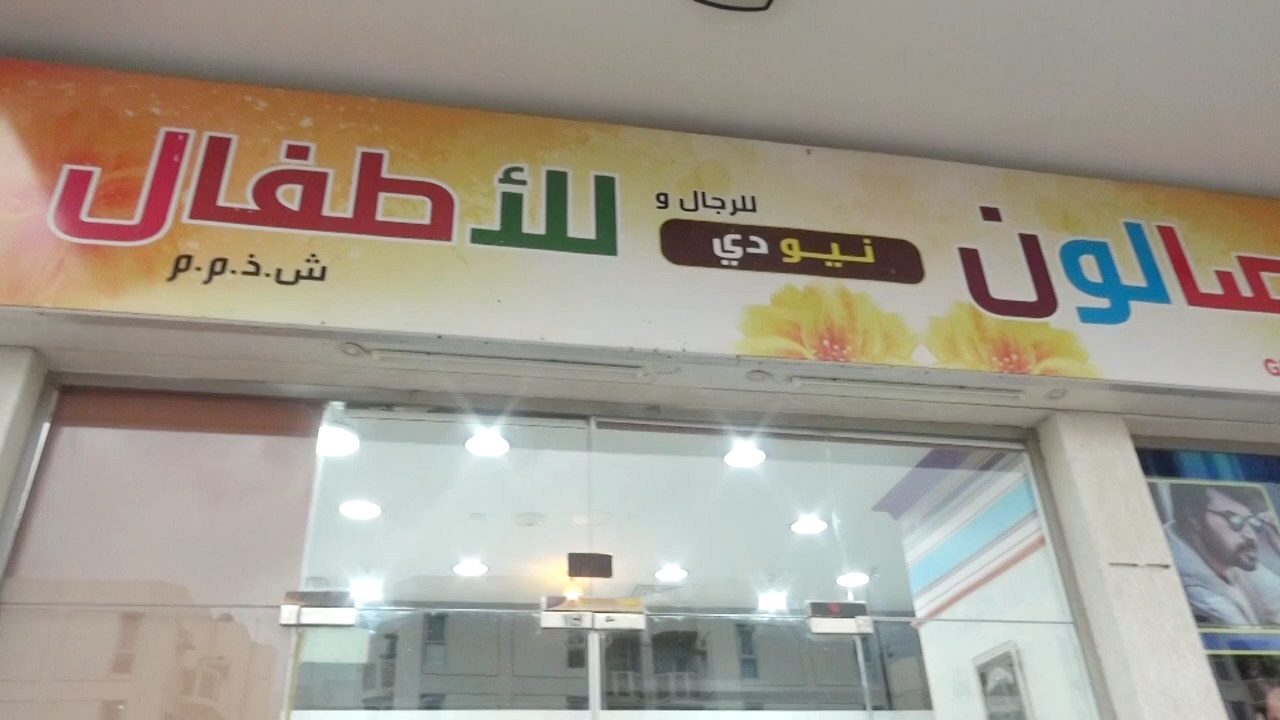 صالون
للرجال و
نيو دي
للأطفال
ش.ذ.م.م